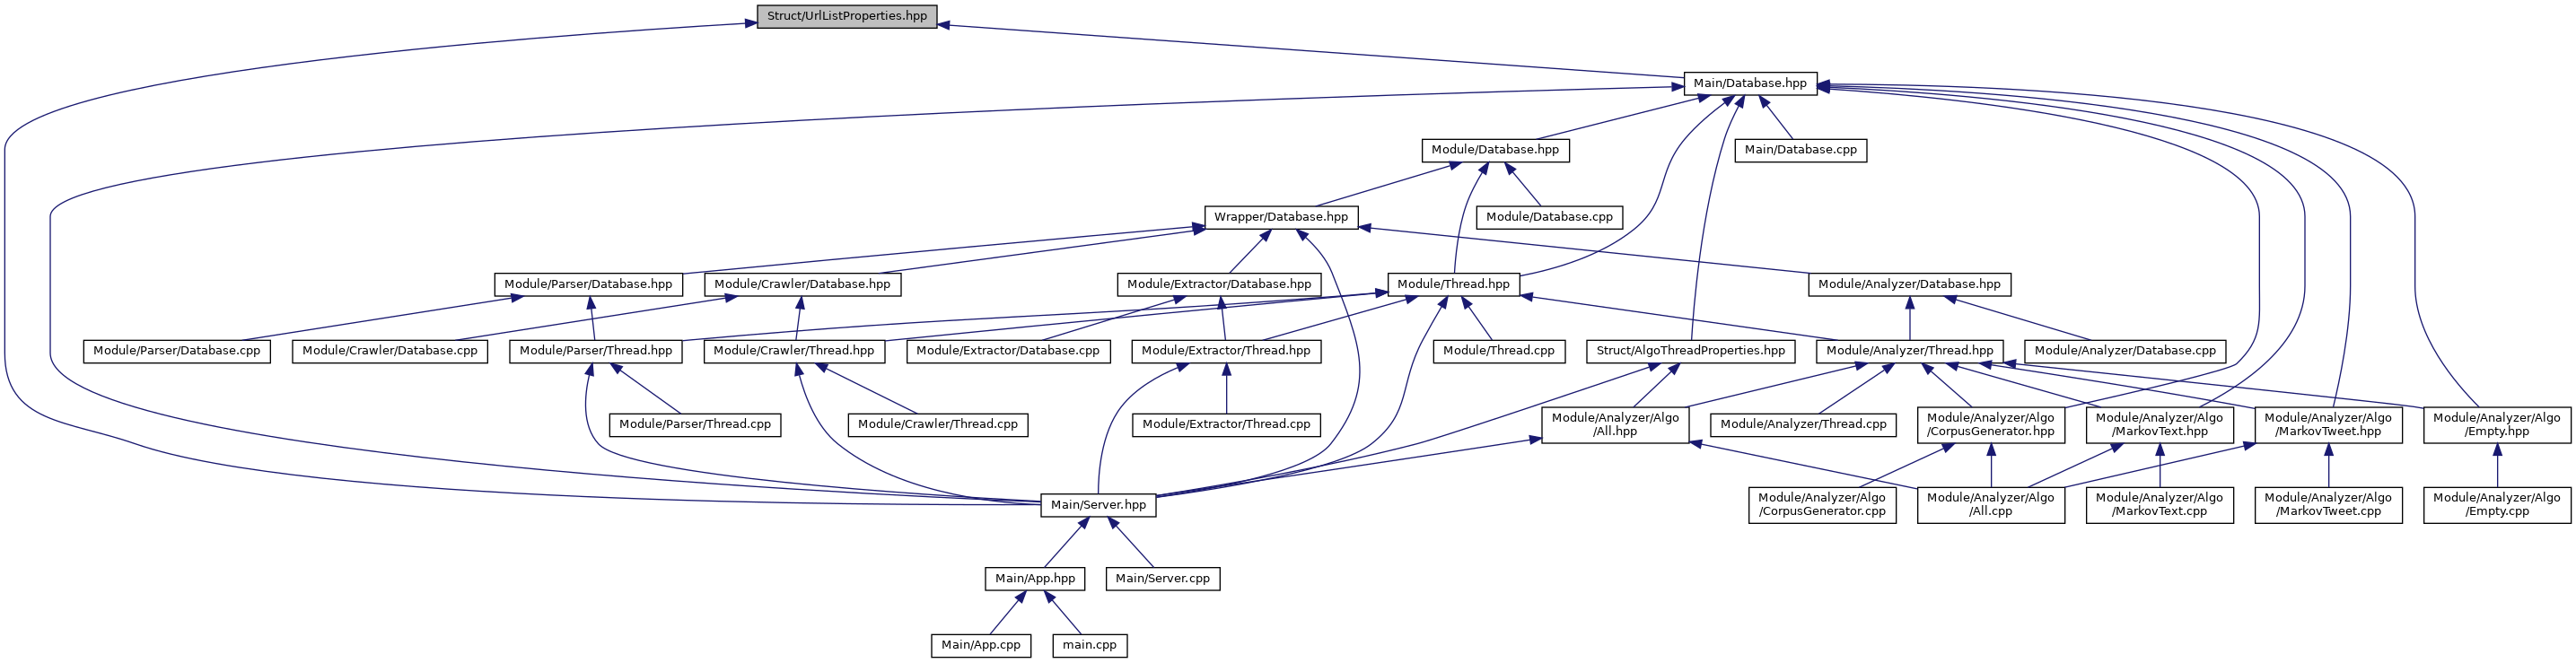 Struct/UrlListProperties.hpp
Main/Database.hpp
Module/Database.hpp
Main/Database.cpp
Wrapper/Database.hpp
Module/Database.cpp
Module/Parser/Database.hpp
Module/Crawler/Database.hpp
Module/Extractor/Database.hpp
Module/Thread.hpp
Module/Analyzer/Database.hpp
Module/Parser/Database.cpp
Module/Crawler/Database.cpp
Module/Parser/Thread.hpp
Module/Crawler/Thread.hpp
Module/Extractor/Database.cpp
Module/Extractor/Thread.hpp
Module/Thread.cpp
Struct/AlgoThreadProperties.hpp
Module/Analyzer/Thread.hpp
Module/Analyzer/Database.cpp
Module/Parser/Thread.cpp
Module/Crawler/Thread.cpp
Module/Extractor/Thread.cpp
Module/Analyzer/Algo
/All.hpp
Module/Analyzer/Thread.cpp
Module/Analyzer/Algo
/CorpusGenerator.hpp
Module/Analyzer/Algo
/MarkovText.hpp
Module/Analyzer/Algo
/MarkovTweet.hpp
Module/Analyzer/Algo
/Empty.hpp
Main/Server.hpp
Module/Analyzer/Algo
/CorpusGenerator.cpp
Module/Analyzer/Algo
/All.cpp
Module/Analyzer/Algo
/MarkovText.cpp
Module/Analyzer/Algo
/MarkovTweet.cpp
Module/Analyzer/Algo
/Empty.cpp
Main/App.hpp
Main/Server.cpp
Main/App.cpp
main.cpp